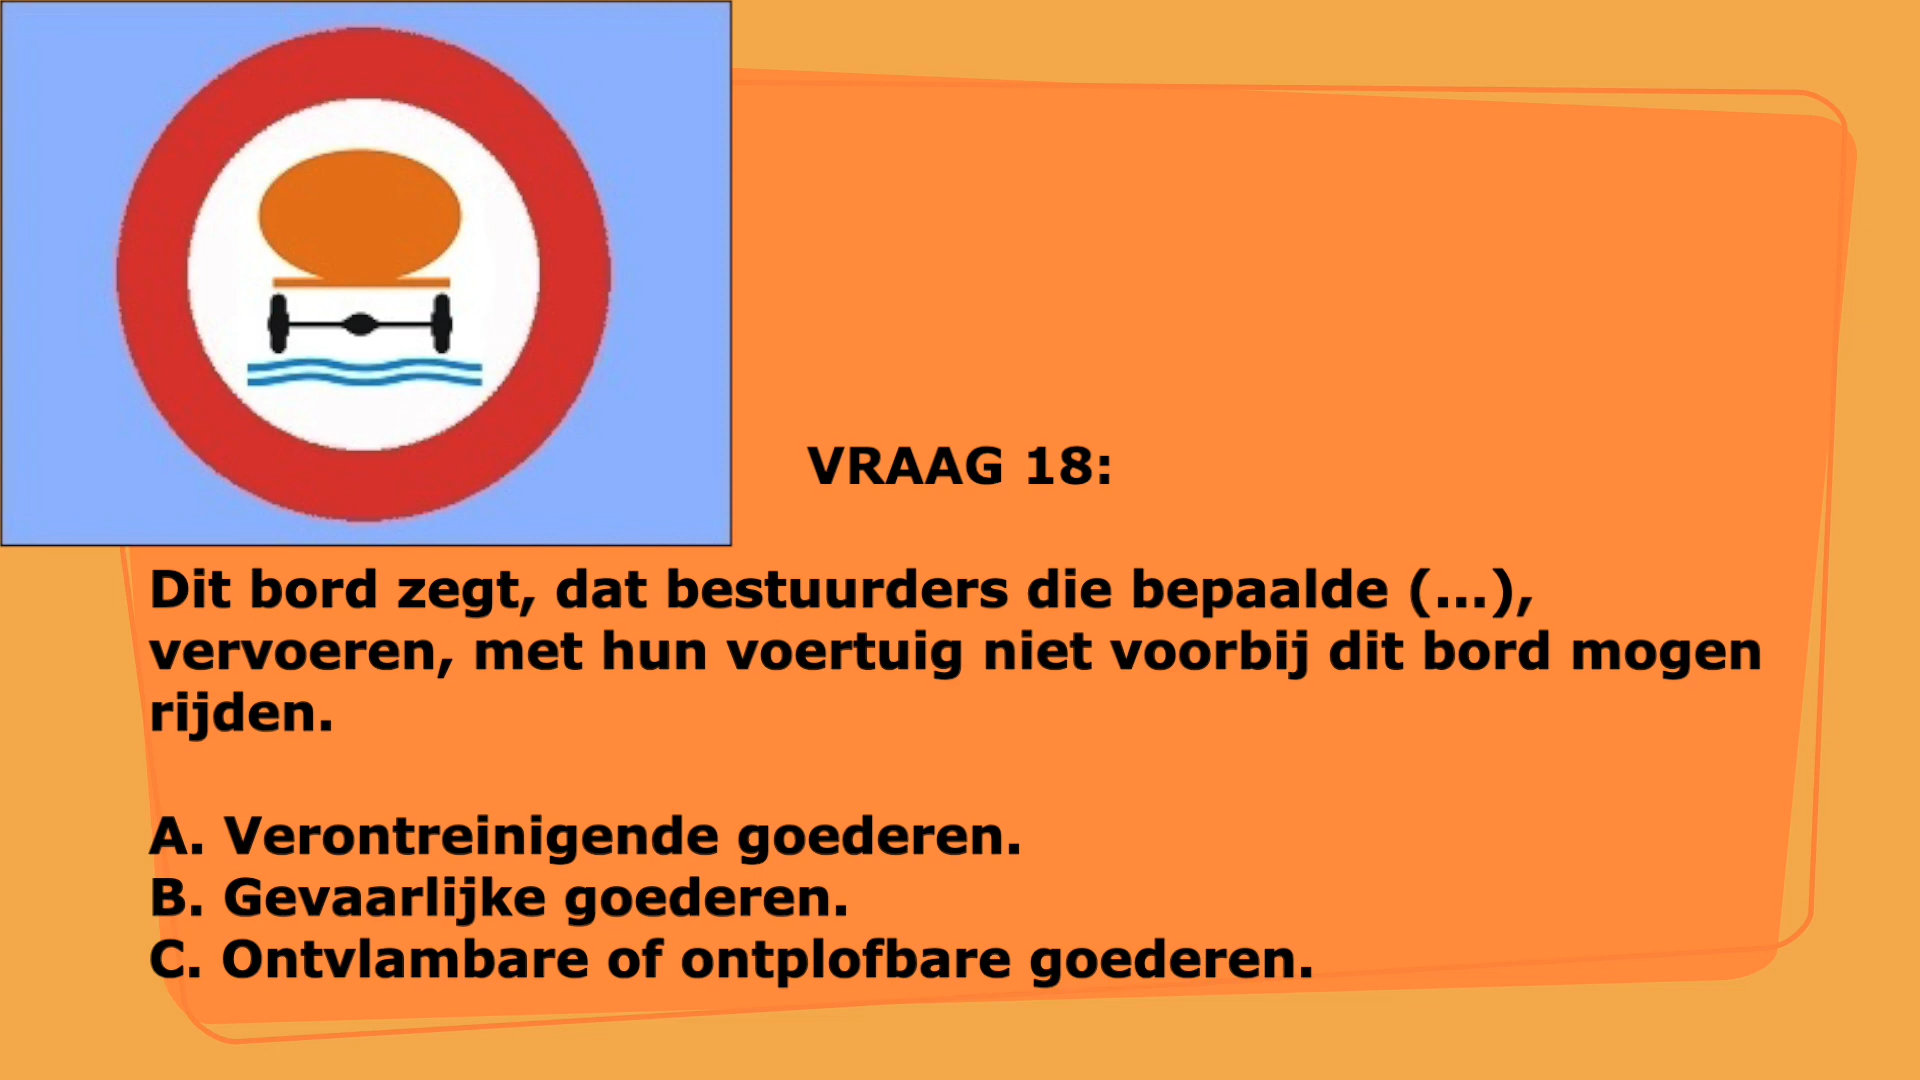 VRAAG 18:
Dit bord zegt, dat bestuurders die bepaalde (...),
vervoeren, met hun voertuig niet voorbij dit bord mogen
rijden.
A. Verontreinigende goederen.
B. Gevaarlijke goederen.
C. Ontvlambare of ontplofbare goederen.